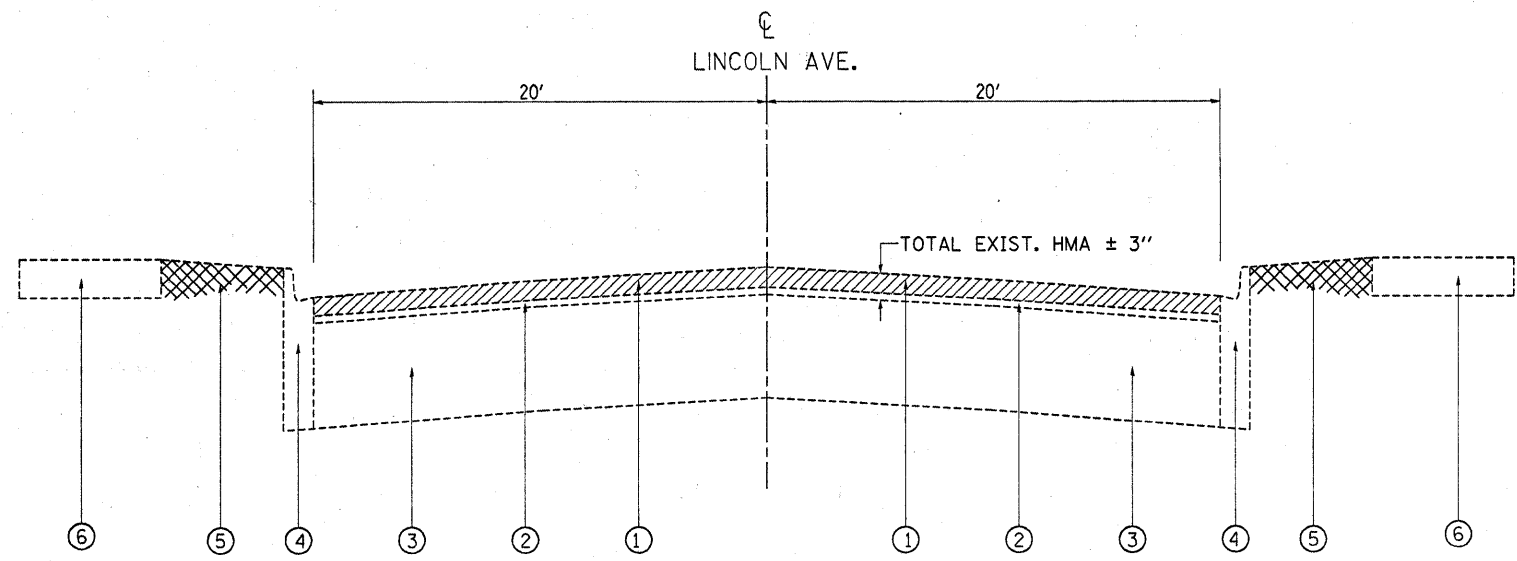 ℄
LINCOLN AVE.
20' 20'
TOTAL EXIST. HMA ± 3"
6 5 4 3 2 1 1 2 3 4 5 6